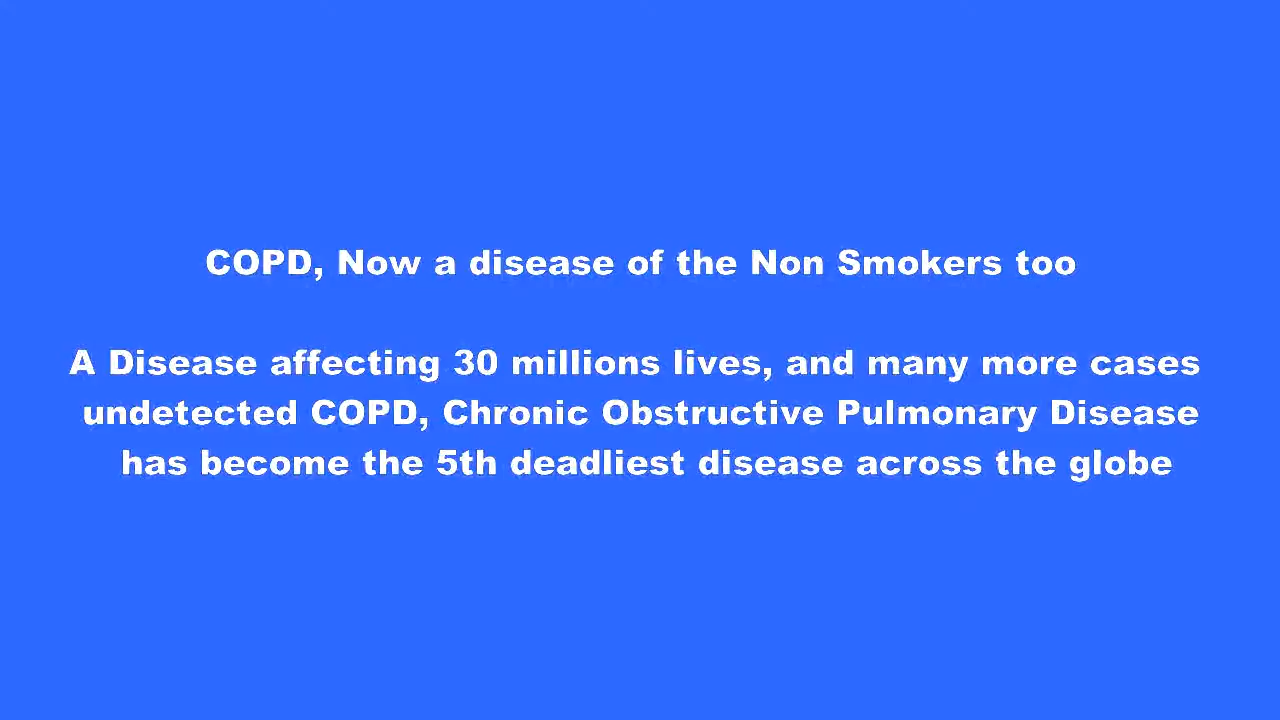 COPD, Now a disease of the Non Smokers too
A Disease affecting 30 millions lives, and many more cases
undetected COPD, Chronic Obstructive Pulmonary Disease
has become the 5th deadliest disease across the globe